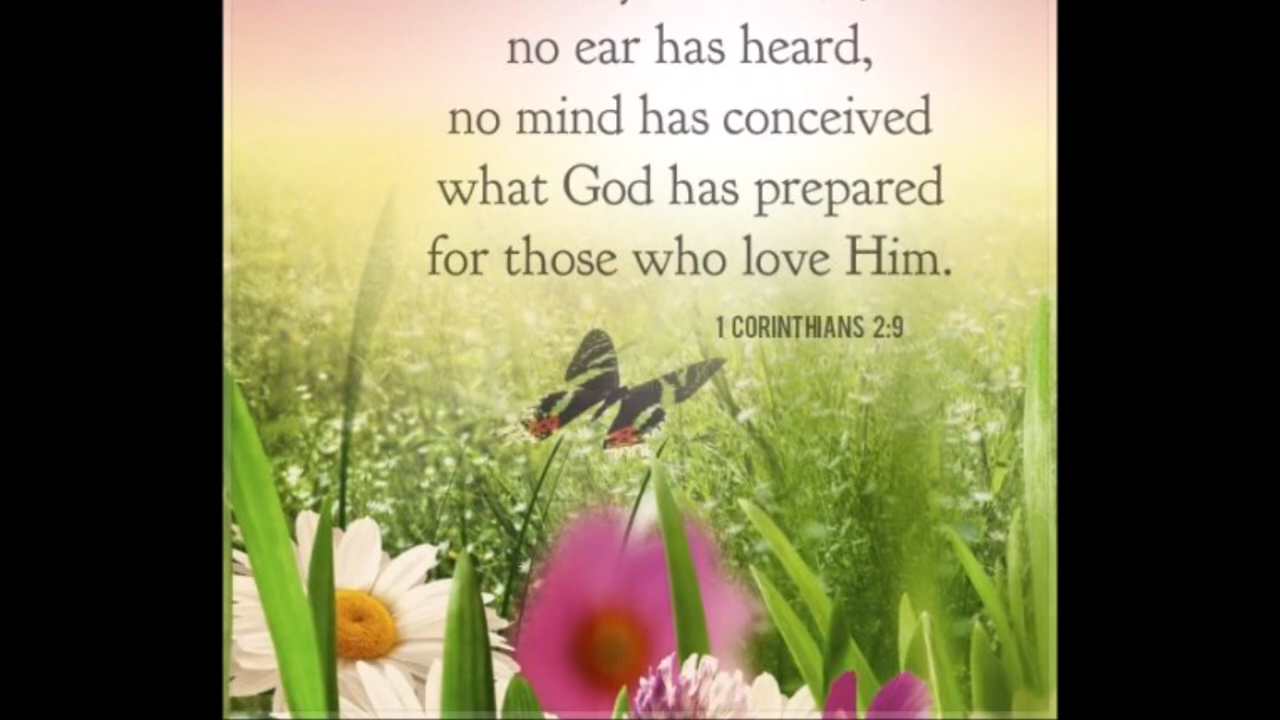 no ear has heard,
no mind has conceived
what God has prepared
for those who love Him.
1 CORINTHIANS 2:9